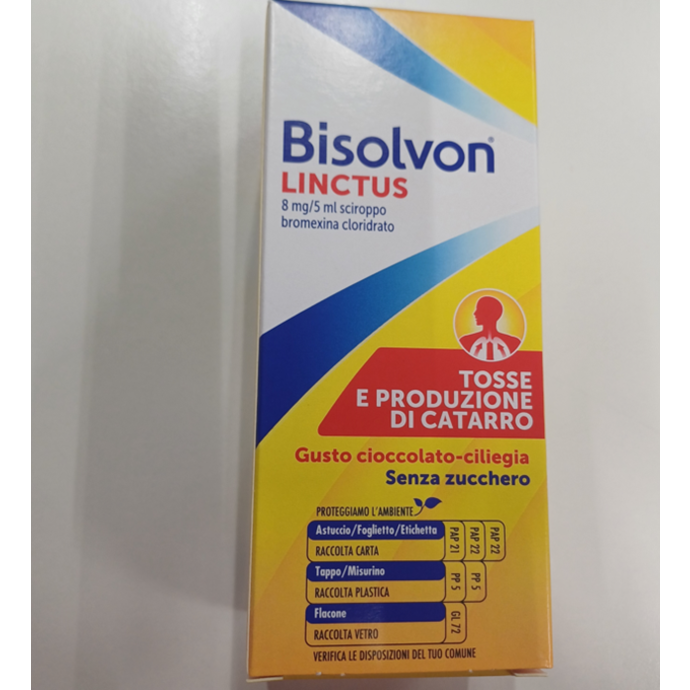 Bisolvon®
LINCTUS
8 mg/5 ml sciroppo
bromexina cloridrato
TOSSE
E PRODUZIONE
DI CATARRO
Gusto cioccolato-ciliegia
Senza zucchero
PROTEGGIAMO L'AMBIENTE
Astuccio/Foglietto/Etichetta
RACCOLTA CARTA
PAP 21
PAP 22
PAP 22
Tappo/Misurino
RACCOLTA PLASTICA
PP 5
PP 5
Flacone
RACCOLTA VETRO
GL 72
VERIFICA LE DISPOSIZIONI DEL TUO COMUNE